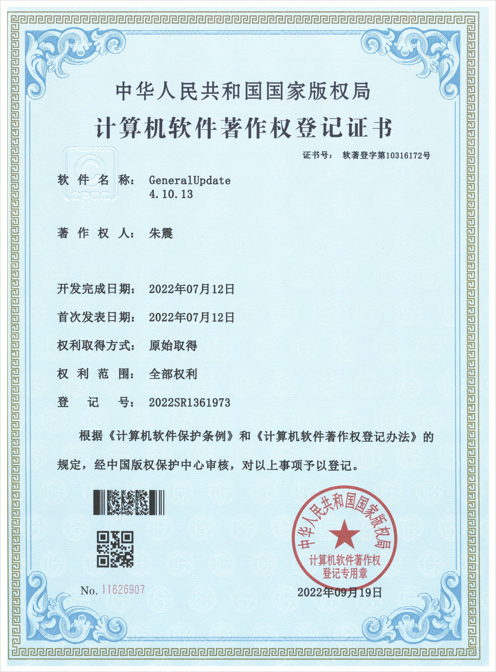 中华人民共和国国家版权局
计算机软件著作权登记证书
证书号： 软著登字第10316172号
CPCC
软件名称： GeneralUpdate
4.10.13
著作权人： 朱震
开发完成日期： 2022年07月12日
首次发表日期： 2022年07月12日
权利取得方式： 原始取得
权利范围： 全部权利
登记号： 2022SR1361973
根据《计算机软件保护条例》和《计算机软件著作权登记办法》的
规定，经中国版权保护中心审核，对以上事项予以登记。
中华人民共和国国家版权局
计算机软件著作权
登记专用章
No. 11626907
2022年09月19日